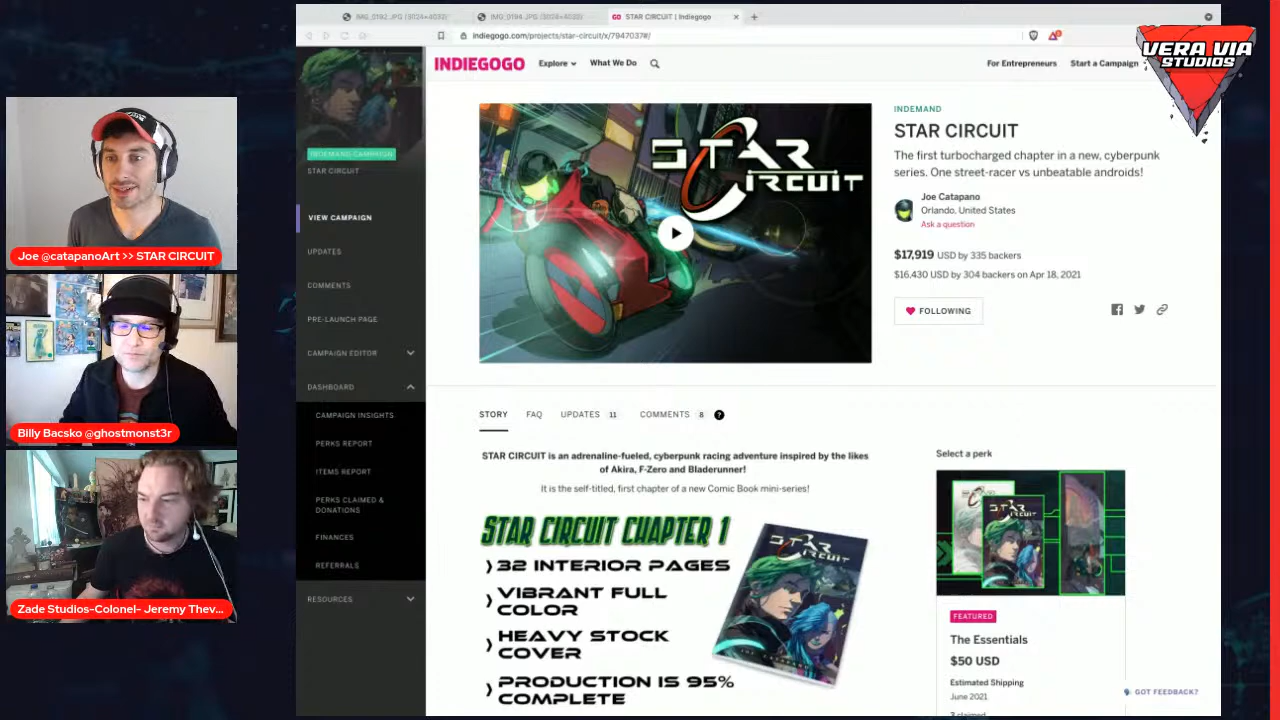 STAR CIRCUIT | Indiegogo
indiegogo.com/projects/star-circuit/x/7947037#/
VERA VIA
STUDIOS
INDIEGOGO
Explore
What We Do
For Entrepreneurs
Start a Campaign
INDEMAND CAMPAIGN
STAR CIRCUIT
VIEW CAMPAIGN
UPDATES
COMMENTS
PRE-LAUNCH PAGE
CAMPAIGN EDITOR
DASHBOARD
CAMPAIGN INSIGHTS
PERKS REPORT
ITEMS REPORT
PERKS CLAIMED &
DONATIONS
FINANCES
REFERRALS
RESOURCES
Joe @catapanoArt >> STAR CIRCUIT
Billy Bacsko @ghostmonst3r
Zade Studios-Colonel- Jeremy Thev...
STAR
CIRCUIT
INDEMAND
STAR CIRCUIT
The first turbocharged chapter in a new, cyberpunk
series. One street-racer vs unbeatable androids!
Joe Catapano
Orlando, United States
Ask a question
$17,919 USD by 335 backers
$16,430 USD by 304 backers on Apr 18, 2021
FOLLOWING
STORY
FAQ
UPDATES 11
COMMENTS 8 ?
STAR CIRCUIT is an adrenaline-fueled, cyberpunk racing adventure inspired by the likes
of Akira, F-Zero and Bladerunner!
It is the self-titled, first chapter of a new Comic Book mini-series!
STAR CIRCUIT CHAPTER 1
32 INTERIOR PAGES
VIBRANT FULL
COLOR
HEAVY STOCK
COVER
PRODUCTION IS 95%
COMPLETE
STAR
CIRCUIT
Select a perk
STAR
CIRCUIT
FEATURED
The Essentials
$50 USD
Estimated Shipping
June 2021
GOT FEEDBACK?